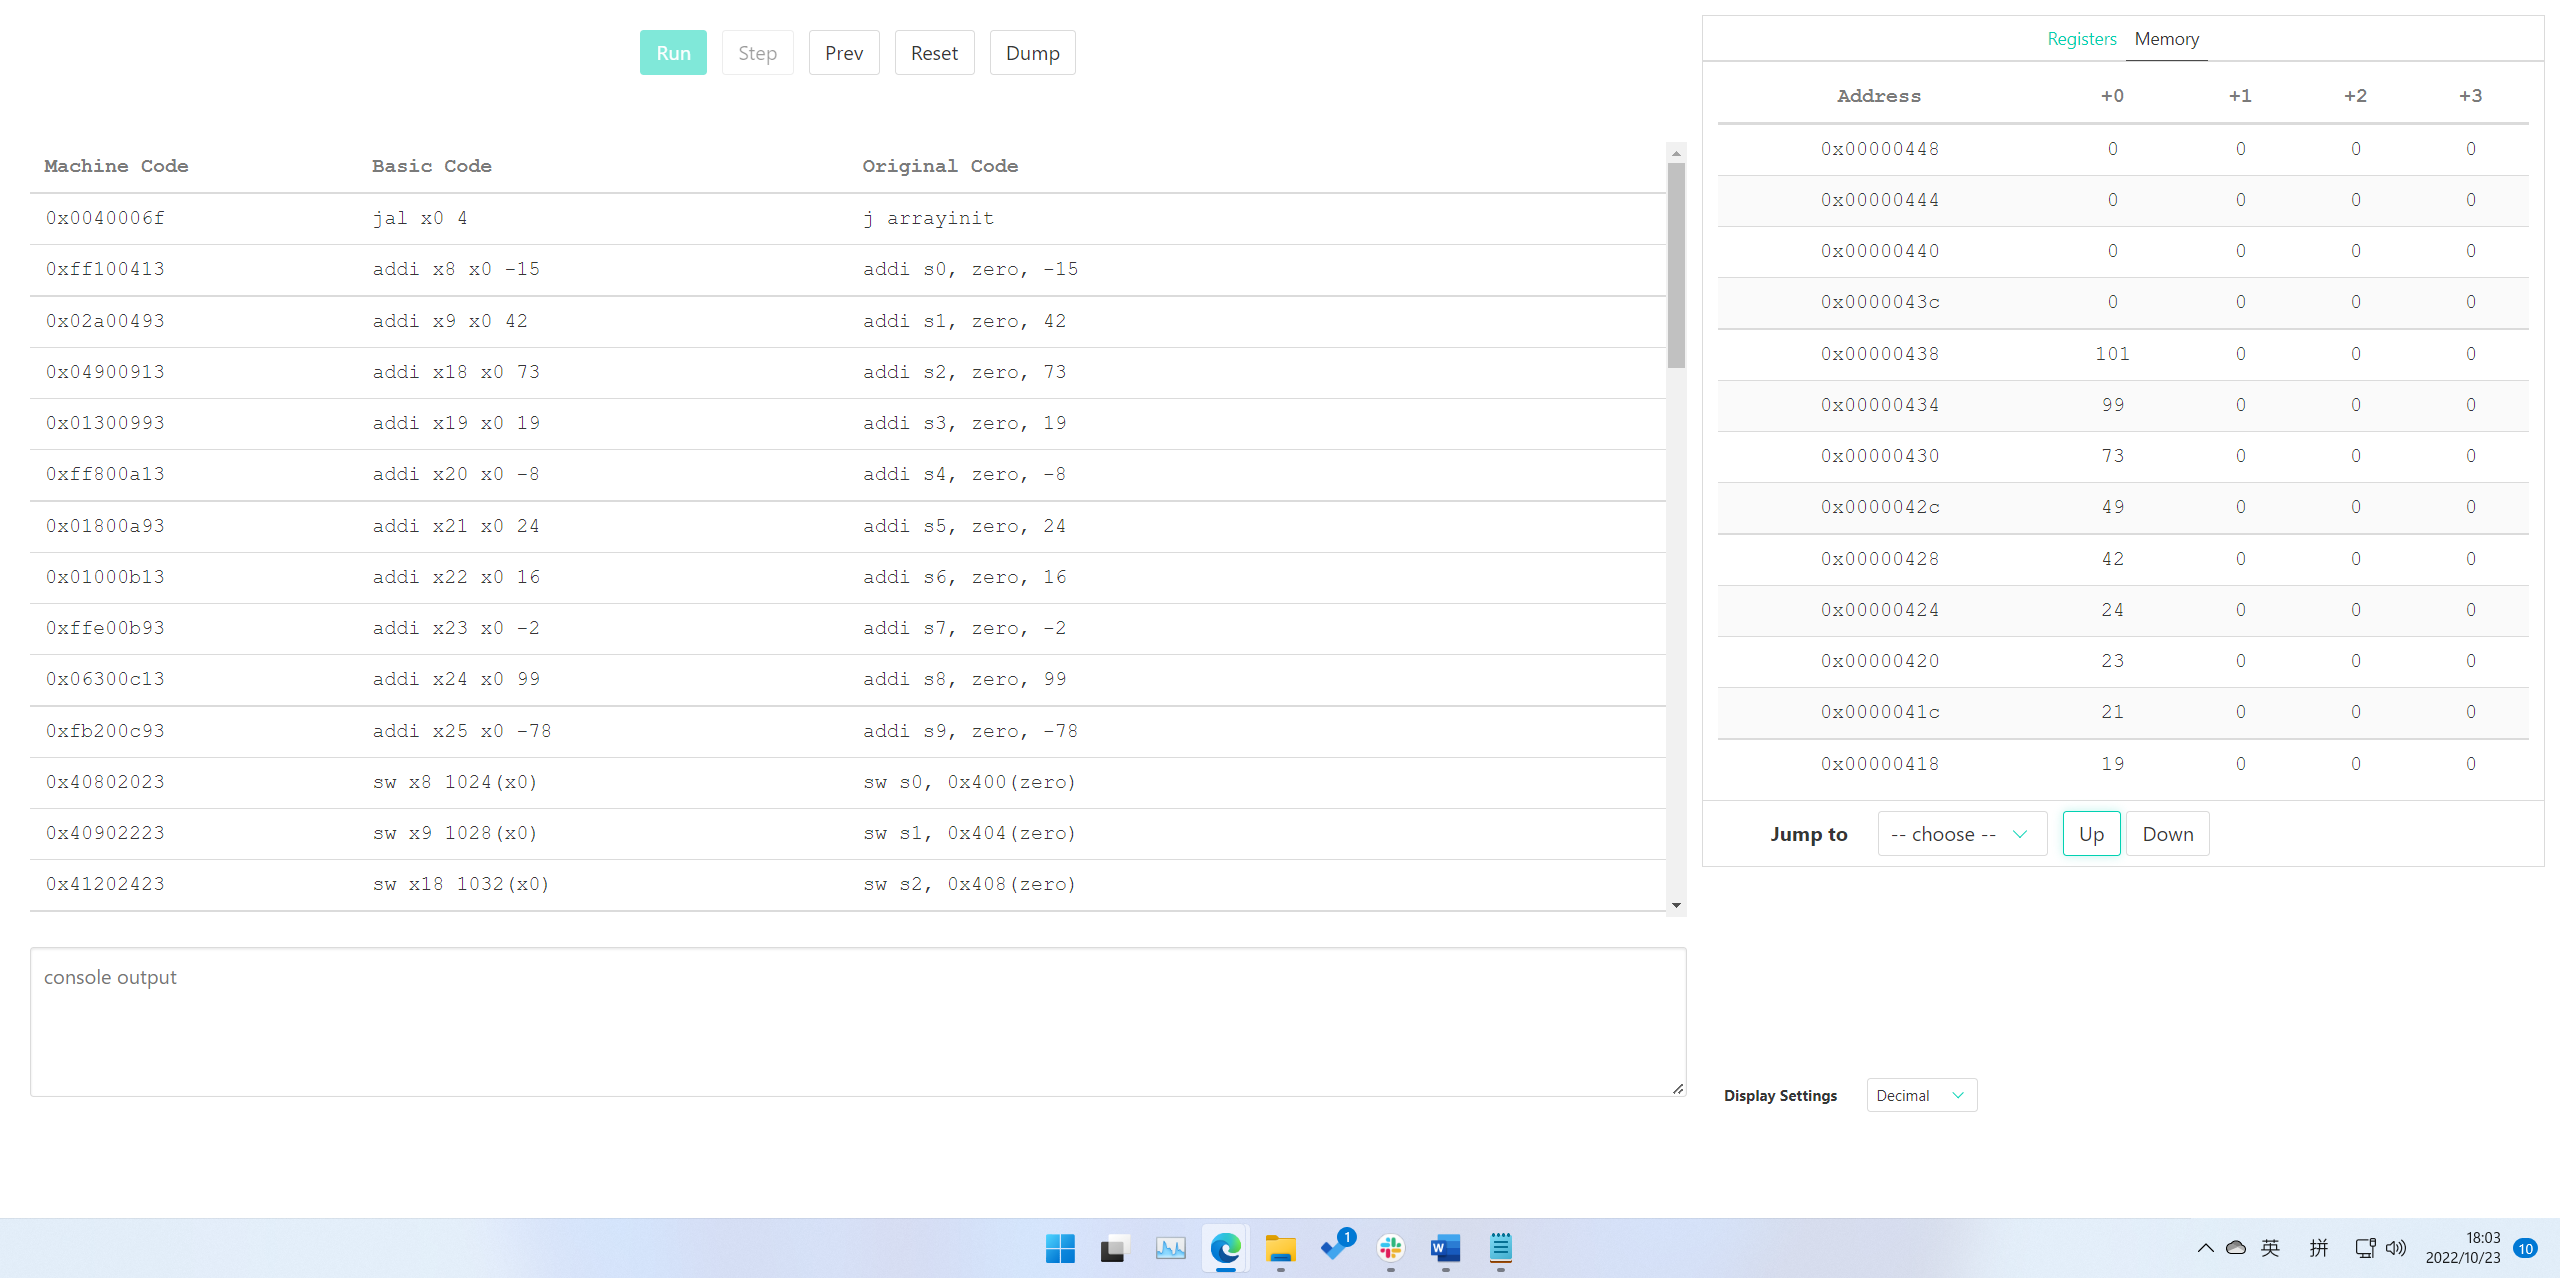 Run Step Prev Reset Dump
Machine Code Basic Code Original Code
0x0040006f jal x0 4 j arrayinit
0xff100413 addi x8 x0 -15 addi s0, zero, -15
0x02a00493 addi x9 x0 42 addi s1, zero, 42
0x04900913 addi x18 x0 73 addi s2, zero, 73
0x01300993 addi x19 x0 19 addi s3, zero, 19
0xff800a13 addi x20 x0 -8 addi s4, zero, -8
0x01800a93 addi x21 x0 24 addi s5, zero, 24
0x01000b13 addi x22 x0 16 addi s6, zero, 16
0xffe00b93 addi x23 x0 -2 addi s7, zero, -2
0x06300c13 addi x24 x0 99 addi s8, zero, 99
0xfb200c93 addi x25 x0 -78 addi s9, zero, -78
0x40802023 sw x8 1024(x0) sw s0, 0x400(zero)
0x40902223 sw x9 1028(x0) sw s1, 0x404(zero)
0x41202423 sw x18 1032(x0) sw s2, 0x408(zero)
console output
Registers Memory
Address +0 +1 +2 +3
0x00000448 0 0 0 0
0x00000444 0 0 0 0
0x00000440 0 0 0 0
0x0000043c 0 0 0 0
0x00000438 101 0 0 0
0x00000434 99 0 0 0
0x00000430 73 0 0 0
0x0000042c 49 0 0 0
0x00000428 42 0 0 0
0x00000424 24 0 0 0
0x00000420 23 0 0 0
0x0000041c 21 0 0 0
0x00000418 19 0 0 0
Jump to -- choose -- Up Down
Display Settings Decimal
1
W
英 拼
18:03
2022/10/23
10